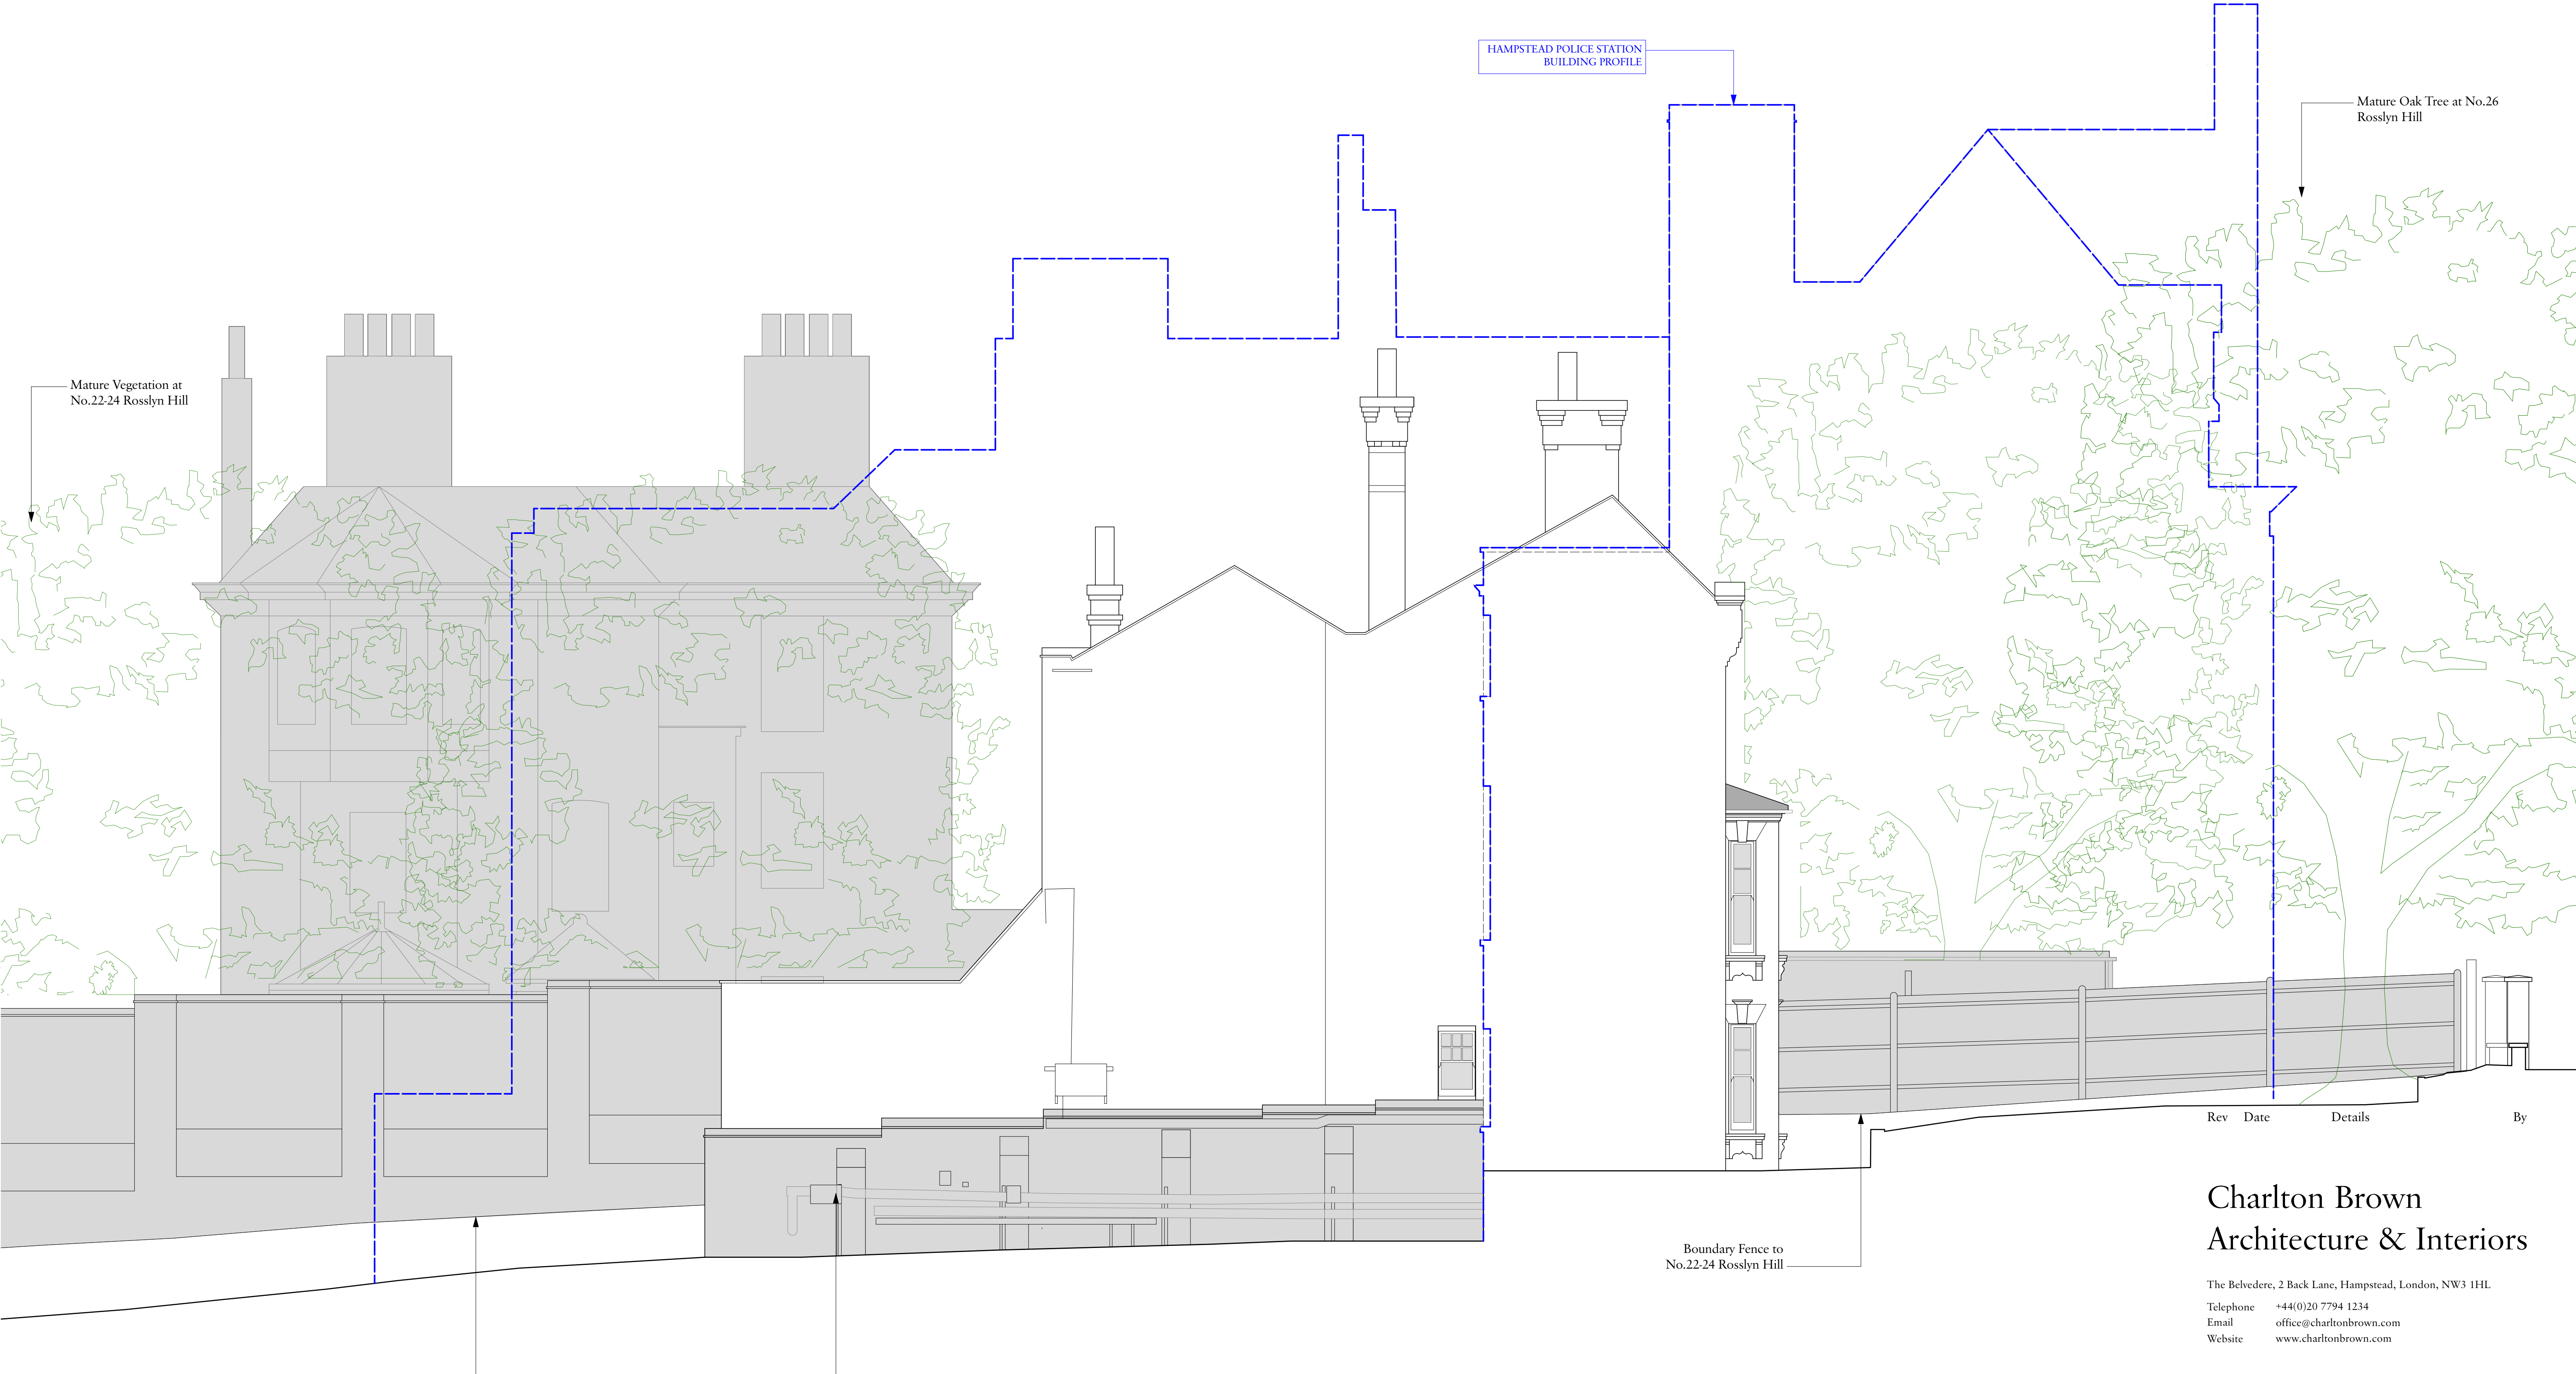 HAMPSTEAD POLICE STATION
BUILDING PROFILE
Mature Oak Tree at No.26
Rosslyn Hill
Mature Vegetation at
No.22-24 Rosslyn Hill
Rev Date Details By
Charlton Brown
Architecture & Interiors
Boundary Fence to
No.22-24 Rosslyn Hill
The Belvedere, 2 Back Lane, Hampstead, London, NW3 1HL
Telephone +44(0)20 7794 1234
Email office@charltonbrown.com
Website www.charltonbrown.com